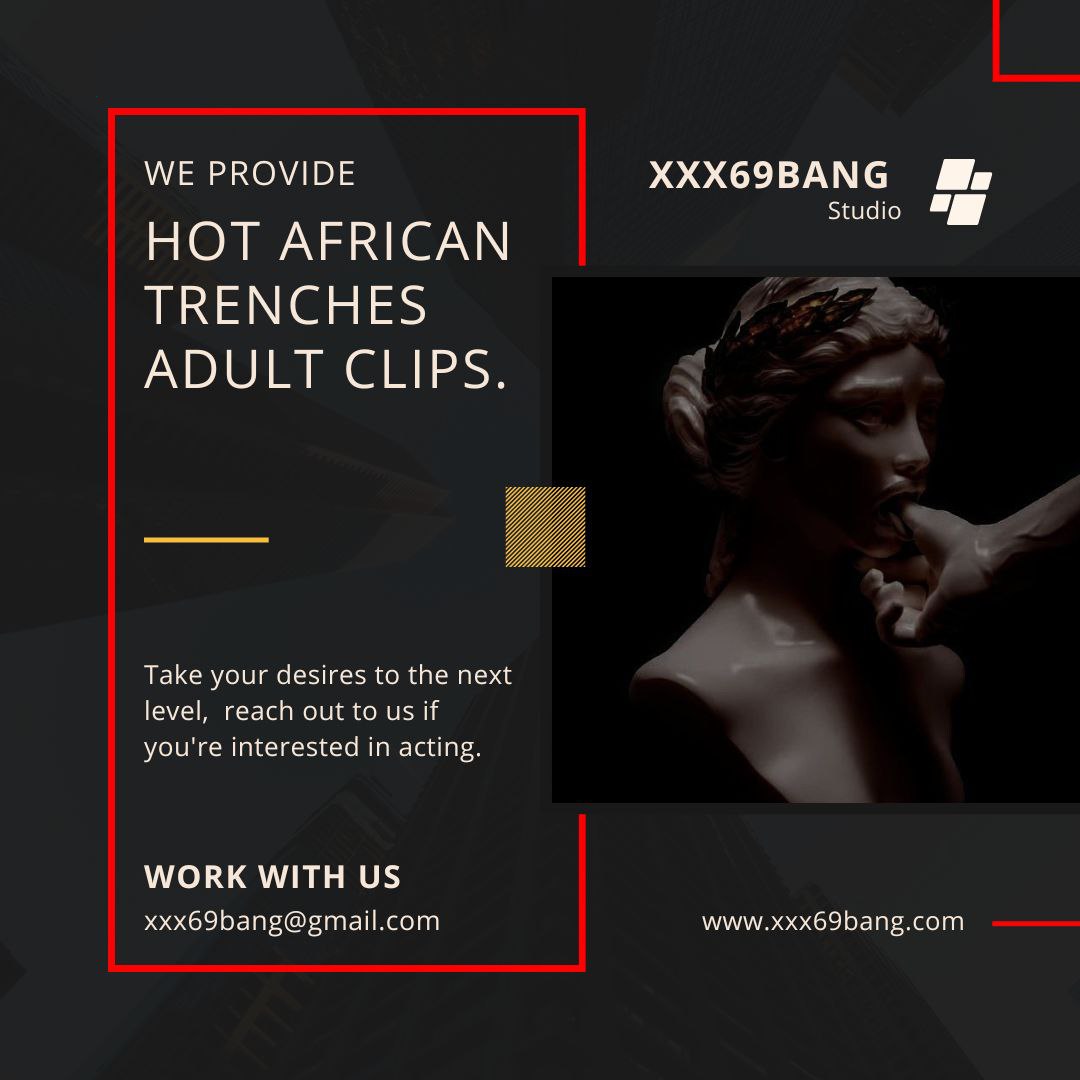 WE PROVIDE
HOT AFRICAN
TRENCHES
ADULT CLIPS.
Take your desires to the next
level,  reach out to us if
you're interested in acting.
WORK WITH US
xxx69bang@gmail.com
XXX69BANG
Studio
www.xxx69bang.com